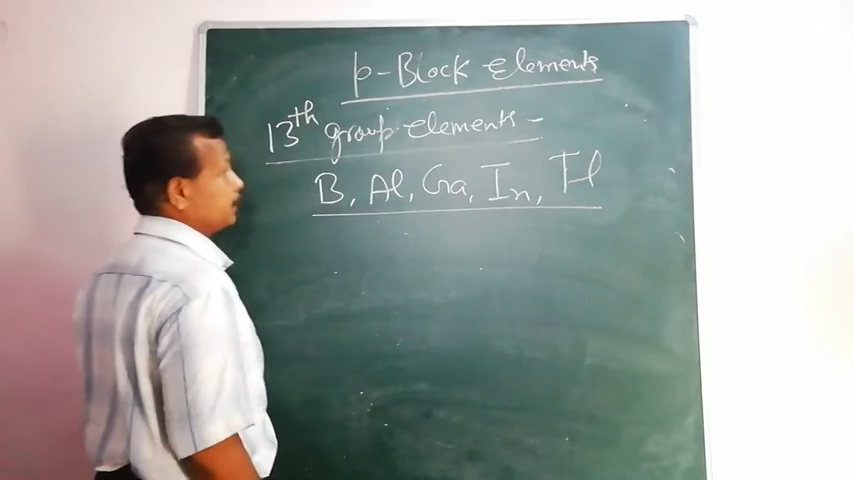 p-Block elements
13th group elements -
B, Al, Ga, In, Tl